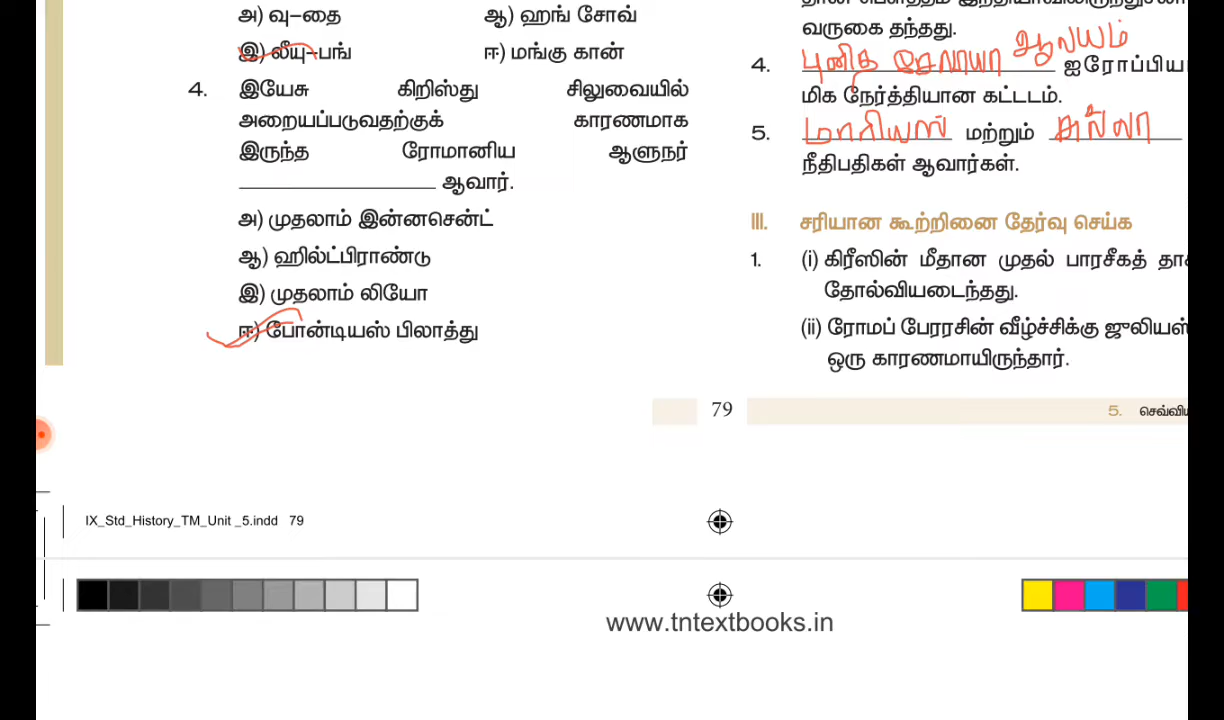 அ) வு–தை ஆ) ஹங் சோவ்
இ) லீயு–பங் ஈ) மங்கு கான்
4. இயேசு கிறிஸ்து சிலுவையில்
அறையப்படுவதற்குக் காரணமாக
இருந்த ரோமானிய ஆளுநர்
____________ ஆவார்.
அ) முதலாம் இன்னசென்ட்
ஆ) ஹில்ட்பிராண்டு
இ) முதலாம் லியோ
ஈ) போன்டியஸ் பிலாத்து
வருகை தந்தது.
4. புனித சோபியா ஆலயம் ஐரோப்பிய
மிக நேர்த்தியான கட்டடம்.
5. மாரியஸ் மற்றும் சுல்லா
நீதிபதிகள் ஆவார்கள்.
III. சரியான கூற்றினை தேர்வு செய்க
1. (i) கிரீஸின் மீதான முதல் பாரசீகத்
தோல்வியடைந்தது.
(ii) ரோமப் பேரரசின் வீழ்ச்சிக்கு ஜுலியஸ்
ஒரு காரணமாயிருந்தார்.
79
5. செவ்விய
IX_Std_History_TM_Unit _5.indd 79
www.tntextbooks.in